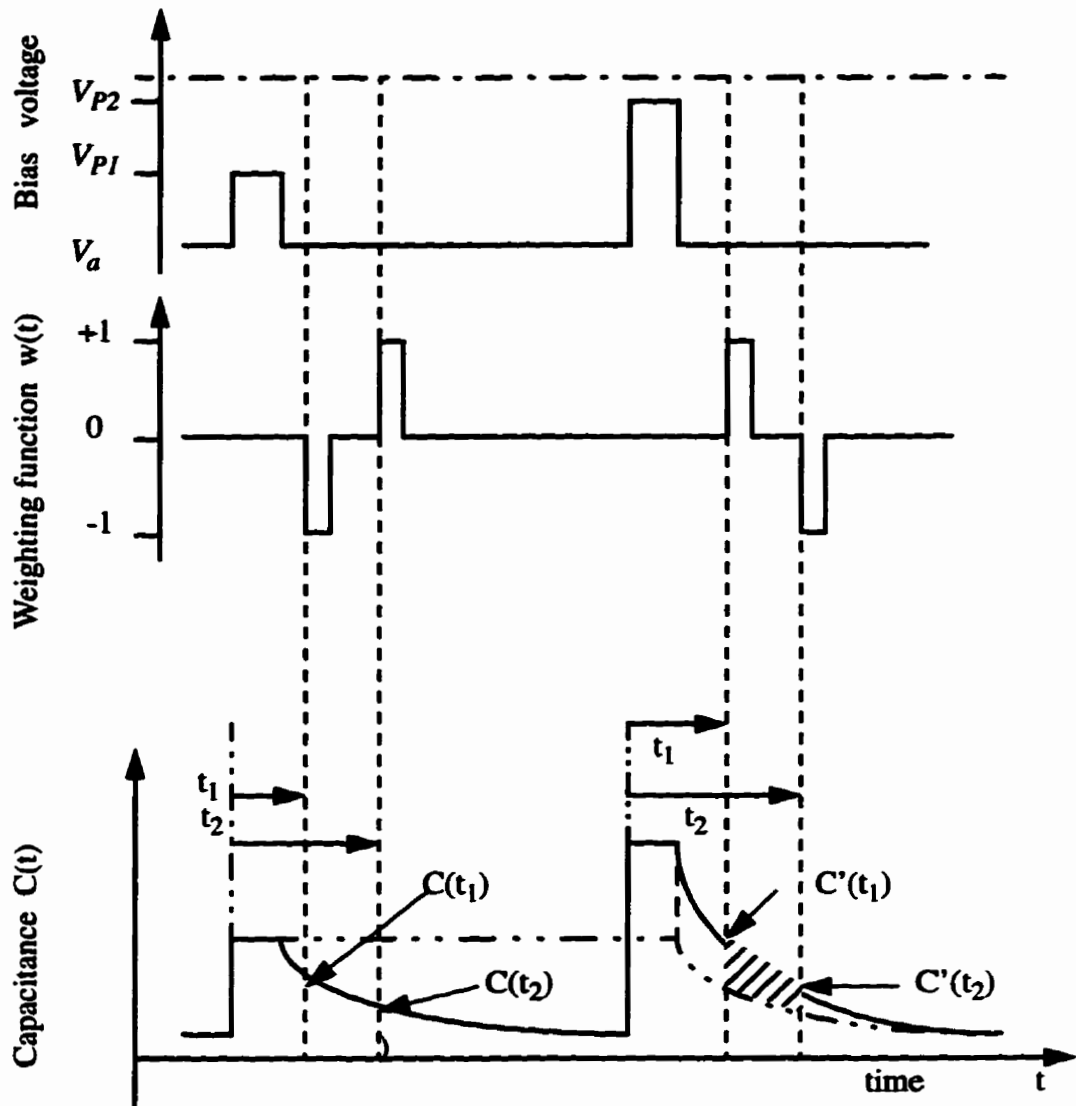 Bias voltage
V_P2
V_P1
V_a
Weighting function w(t)
+1
0
-1
Capacitance C(t)
t_1
t_2
t_1
t_2
C(t_1)
C(t_2)
C'(t_1)
C'(t_2)
time
t